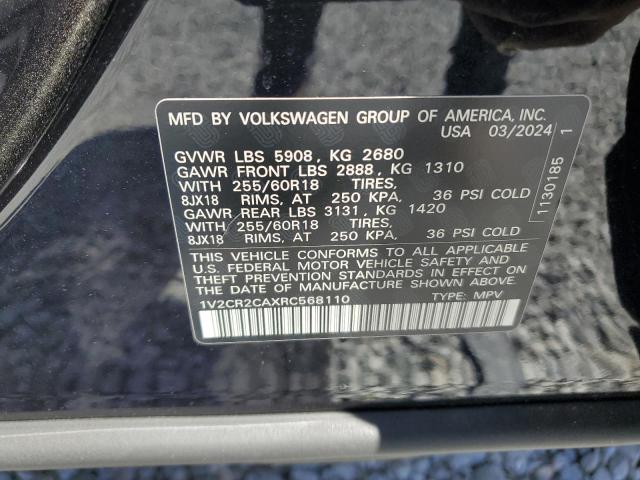 MFD BY VOLKSWAGEN GROUP OF AMERICA, INC.
USA 03/2024
GVWR LBS 5908, KG 2680
GAWR FRONT LBS 2888, KG 1310
WITH 255/60R18 TIRES,
8JX18 RIMS, AT 250 KPA, 36 PSI COLD
GAWR REAR LBS 3131, KG 1420
WITH 255/60R18 TIRES,
8JX18 RIMS, AT 250 KPA, 36 PSI COLD
THIS VEHICLE CONFORMS TO ALL APPLICABLE
U.S. FEDERAL MOTOR VEHICLE SAFETY AND
THEFT PREVENTION STANDARDS IN EFFECT ON
THE DATE OF MANUFACTURE SHOWN ABOVE.
1V2CR2CAXRC568110 TYPE: MPV
1130185 1